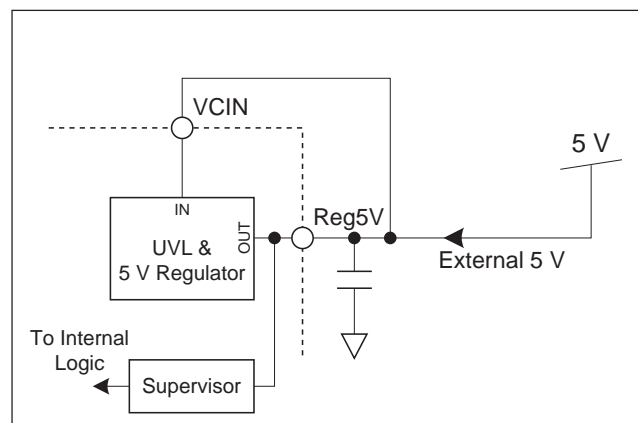 VCIN
5 V
IN
OUT
UVL &
5 V Regulator
Reg5V
External 5 V
To Internal
Logic
Supervisor